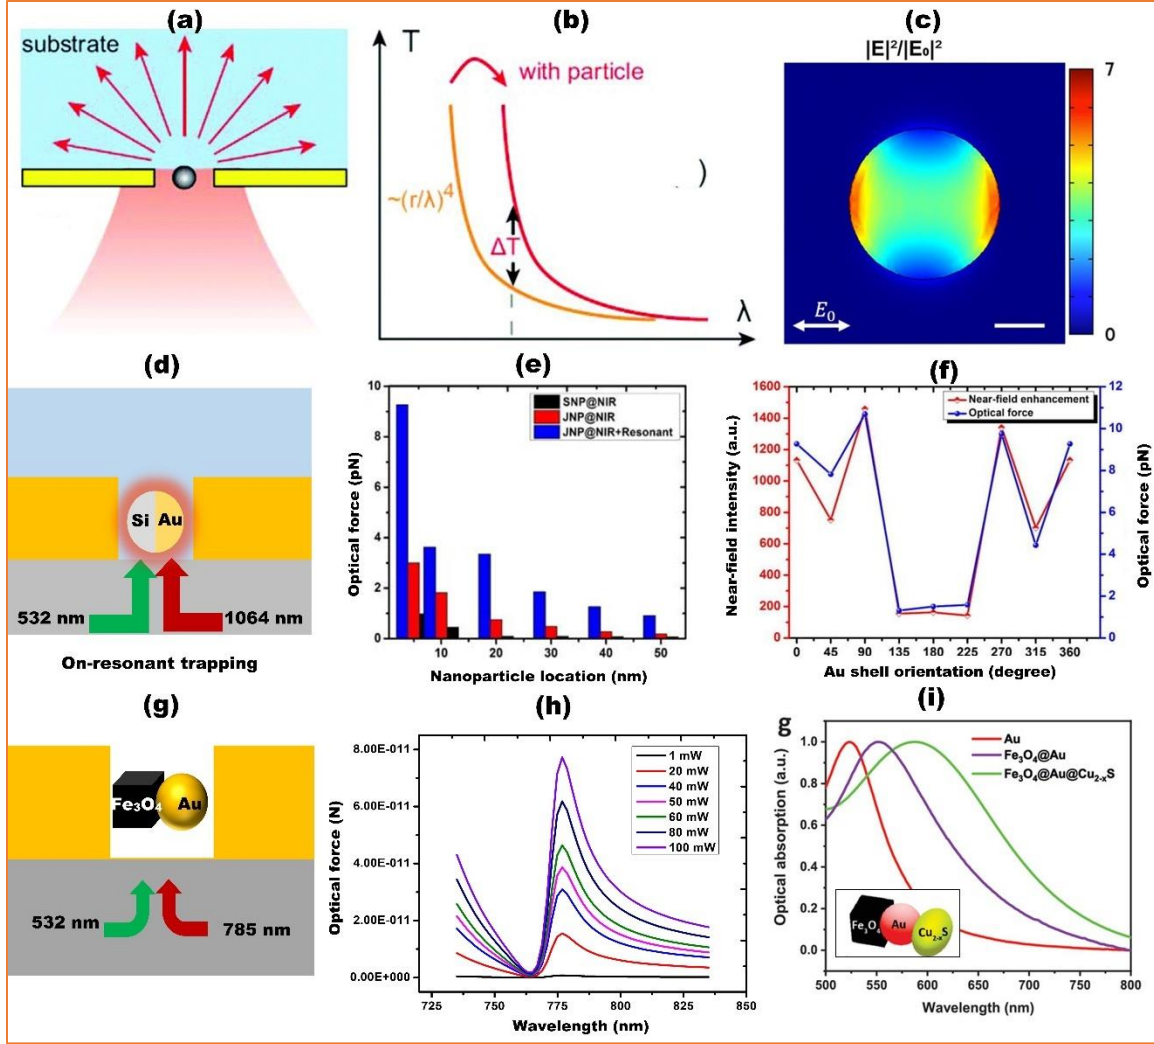 (a)
substrate
(b)
T
with particle
~(r/λ)⁴
ΔT
)
λ
(c)
|E|²/|E₀|²
7
0
E₀
(d)
Si Au
532 nm
1064 nm
On-resonant trapping
(e)
10
9
8
7
6
5
4
3
2
1
0
Optical force (pN)
SNP@NIR
JNP@NIR
JNP@NIR+Resonant
10 20 30 40 50
Nanoparticle location (nm)
(f)
1600
1400
1200
1000
800
600
400
200
0
Near-field intensity (a.u.)
Near-field enhancement
Optical force
12
10
8
6
4
2
0
Optical force (pN)
0 45 90 135 180 225 270 315 360
Au shell orientation (degree)
(g)
Fe₃O₄ Au
532 nm
785 nm
(h)
8.00E-011
6.00E-011
4.00E-011
2.00E-011
0.00E+000
Optical force (N)
1 mW
20 mW
40 mW
50 mW
60 mW
80 mW
100 mW
725 750 775 800 825 850
Wavelength (nm)
(i)
g
1.0
0.8
0.6
0.4
0.2
0.0
Optical absorption (a.u.)
Au
Fe₃O₄@Au
Fe₃O₄@Au@Cu₂₋ₓS
Fe₃O₄ Au Cu₂₋ₓS
500 550 600 650 700 750 800
Wavelength (nm)